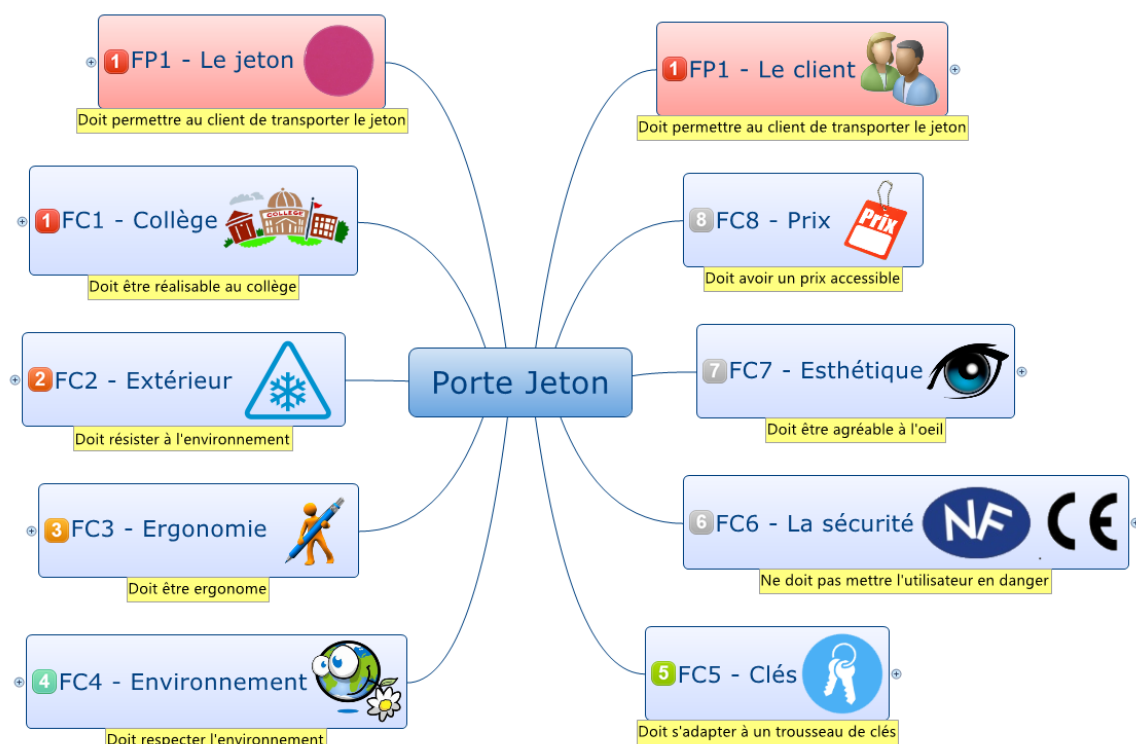 1 FP1 - Le jeton
Doit permettre au client de transporter le jeton
1 FC1 - Collège
COLLEGE
Doit être réalisable au collège
2 FC2 - Extérieur
Doit résister à l'environnement
3 FC3 - Ergonomie
Doit être ergonome
4 FC4 - Environnement
Doit respecter l'environnement
Porte Jeton
1 FP1 - Le client
Doit permettre au client de transporter le jeton
8 FC8 - Prix
Prix
Doit avoir un prix accessible
7 FC7 - Esthétique
Doit être agréable à l'oeil
6 FC6 - La sécurité
NF CE
Ne doit pas mettre l'utilisateur en danger
5 FC5 - Clés
Doit s'adapter à un trousseau de clés